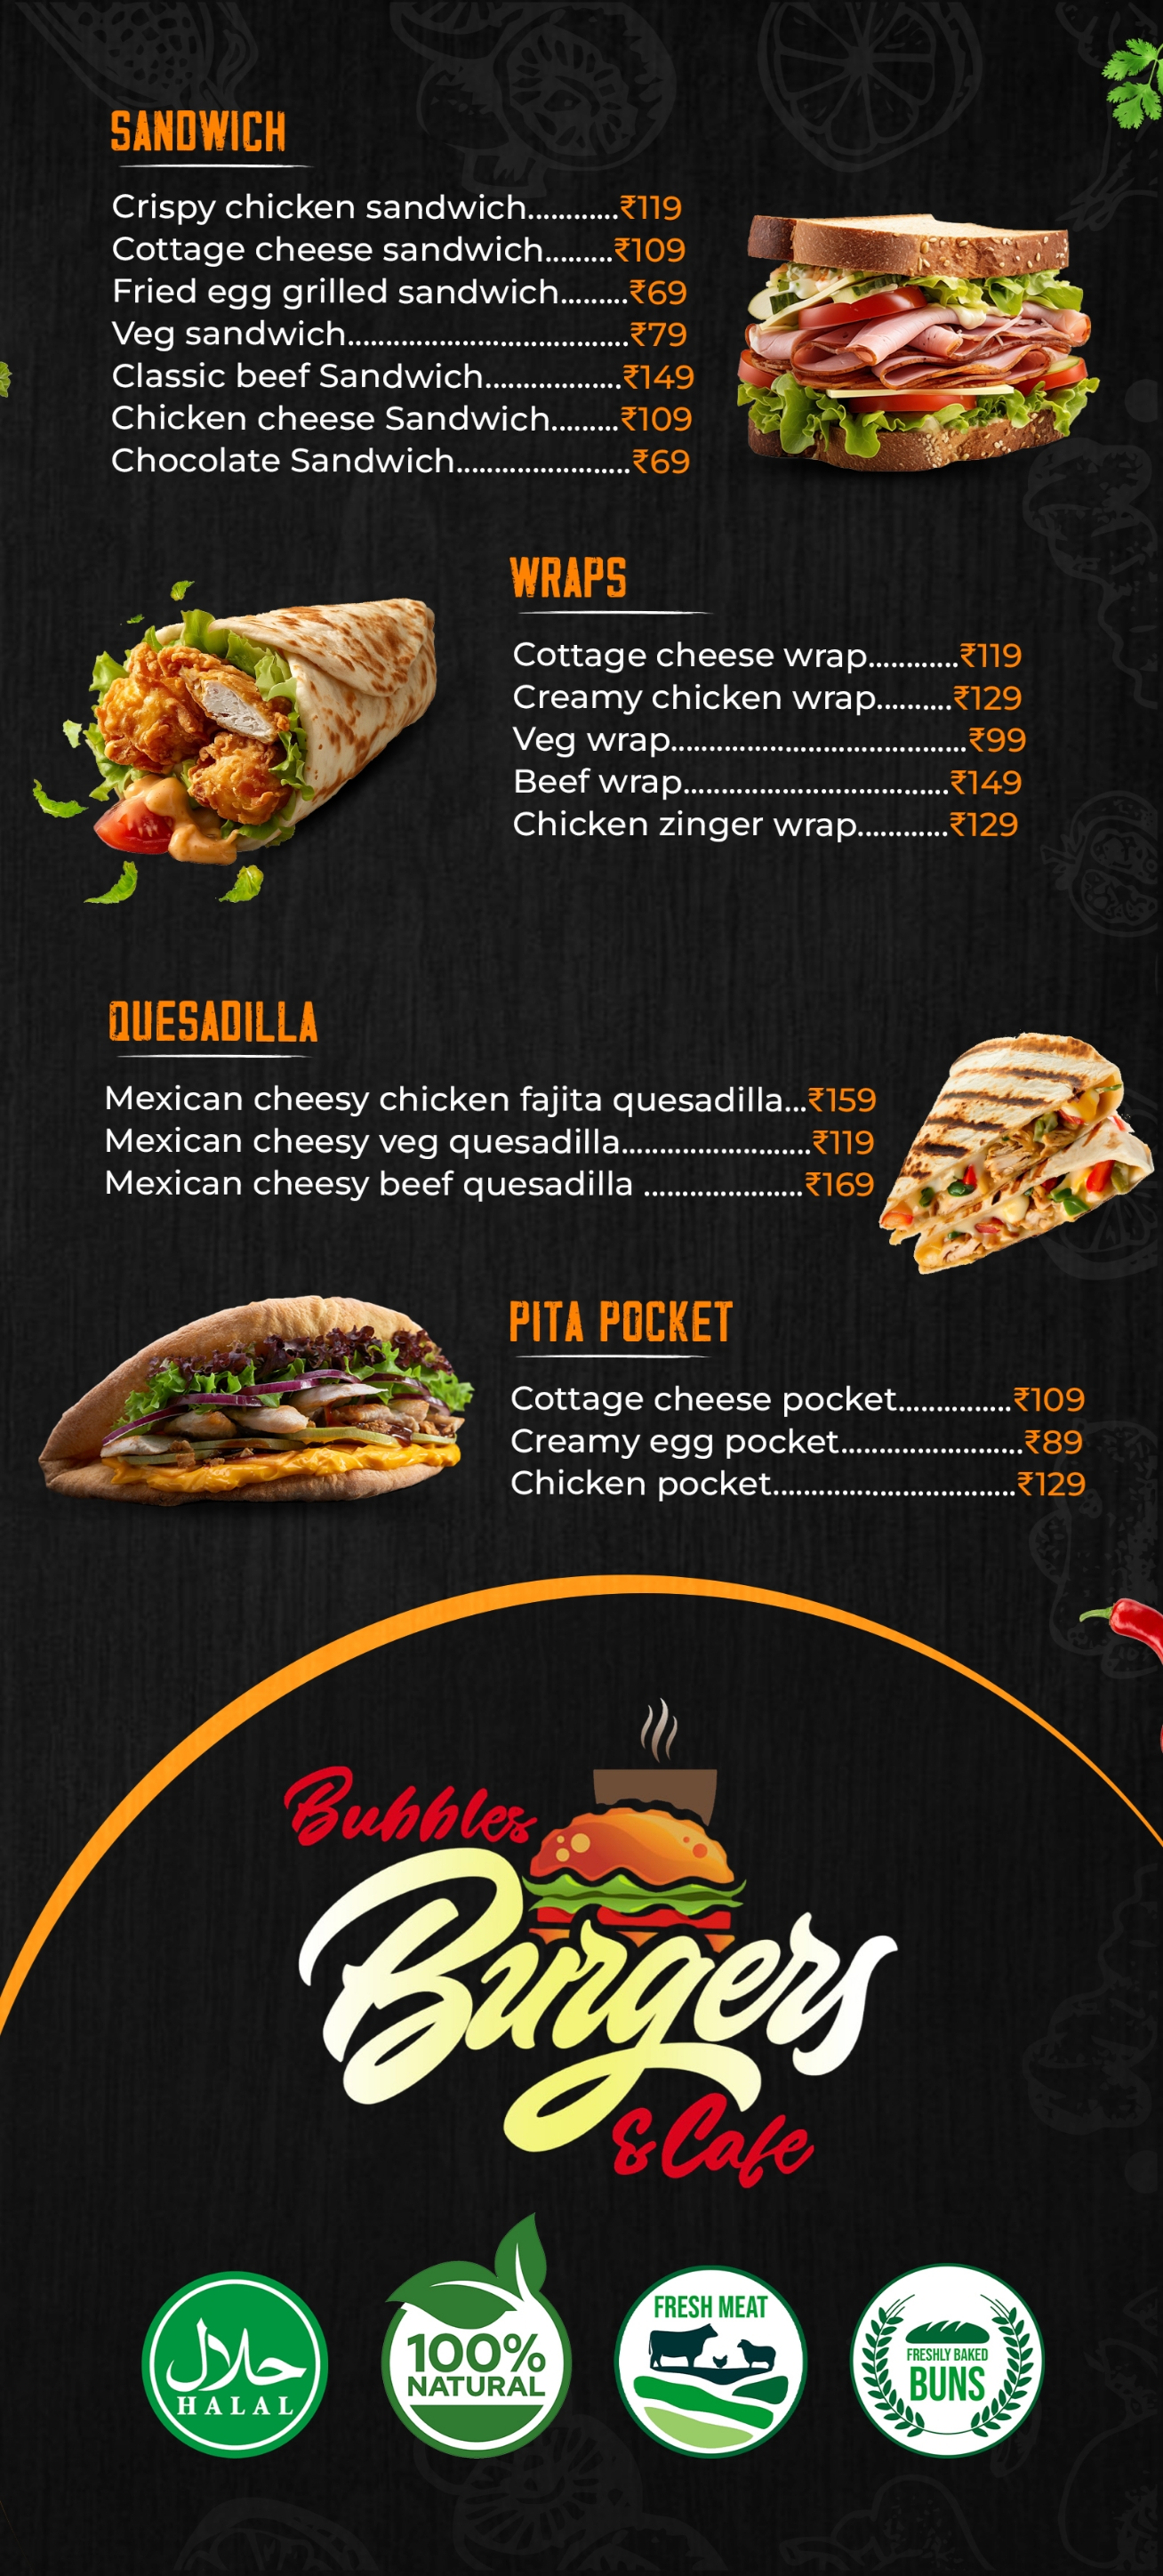 SANDWICH
Crispy chicken sandwich............₹119
Cottage cheese sandwich.........₹109
Fried egg grilled sandwich.........₹69
Veg sandwich.....................................₹79
Classic beef Sandwich..................₹149
Chicken cheese Sandwich.........₹109
Chocolate Sandwich.......................₹69
WRAPS
Cottage cheese wrap............₹119
Creamy chicken wrap..........₹129
Veg wrap.......................................₹99
Beef wrap...................................₹149
Chicken zinger wrap............₹129
QUESADILLA
Mexican cheesy chicken fajita quesadilla...₹159
Mexican cheesy veg quesadilla.........................₹119
Mexican cheesy beef quesadilla .....................₹169
PITA POCKET
Cottage cheese pocket...............₹109
Creamy egg pocket........................₹89
Chicken pocket................................₹129
Bubbles
Burgers
& Cafe
حلال
HALAL
100%
NATURAL
FRESH MEAT
FRESHLY BAKED
BUNS